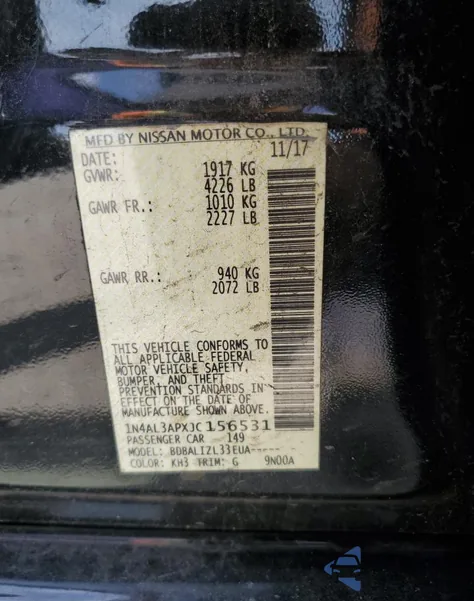 MFD BY NISSAN MOTOR CO., LTD.
DATE: 11/17
GVWR: 1917 KG
4226 LB
GAWR FR.: 1010 KG
2227 LB
GAWR RR.: 940 KG
2072 LB
THIS VEHICLE CONFORMS TO
ALL APPLICABLE FEDERAL
MOTOR VEHICLE SAFETY,
BUMPER, AND THEFT
PREVENTION STANDARDS IN
EFFECT ON THE DATE OF
MANUFACTURE SHOWN ABOVE.
1N4AL3APXJC156531
PASSENGER CAR 149
MODEL: BDBALIZL33EUA-----
COLOR: KH3 TRIM: G 9N00A